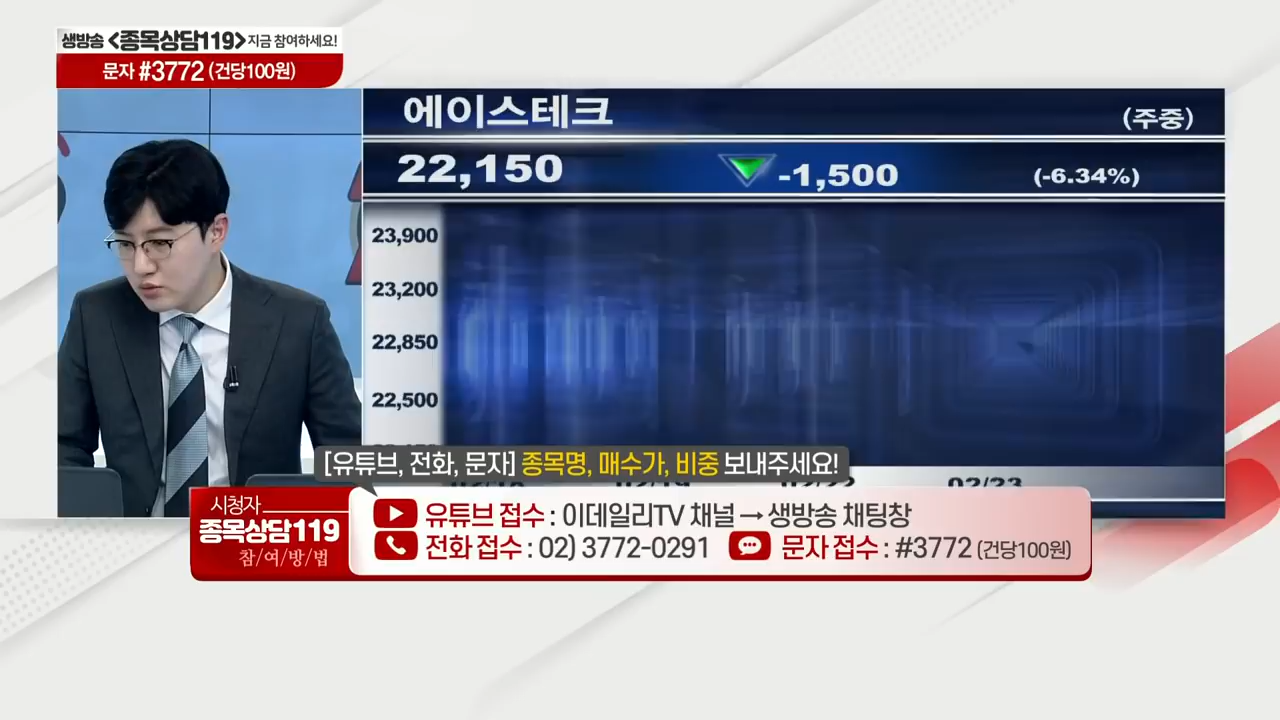 생방송 <종목상담119> 지금 참여하세요!
문자 #3772 (건당100원)
에이스테크 (주중)
22,150 -1,500 (-6.34%)
23,900
23,200
22,850
22,500
[유튜브, 전화, 문자] 종목명, 매수가, 비중 보내주세요!
02/19 02/22 02/23
시청자
종목상담119
참/여/방/법
유튜브 접수 : 이데일리TV 채널 → 생방송 채팅창
전화 접수 : 02) 3772-0291 문자 접수 : #3772 (건당100원)